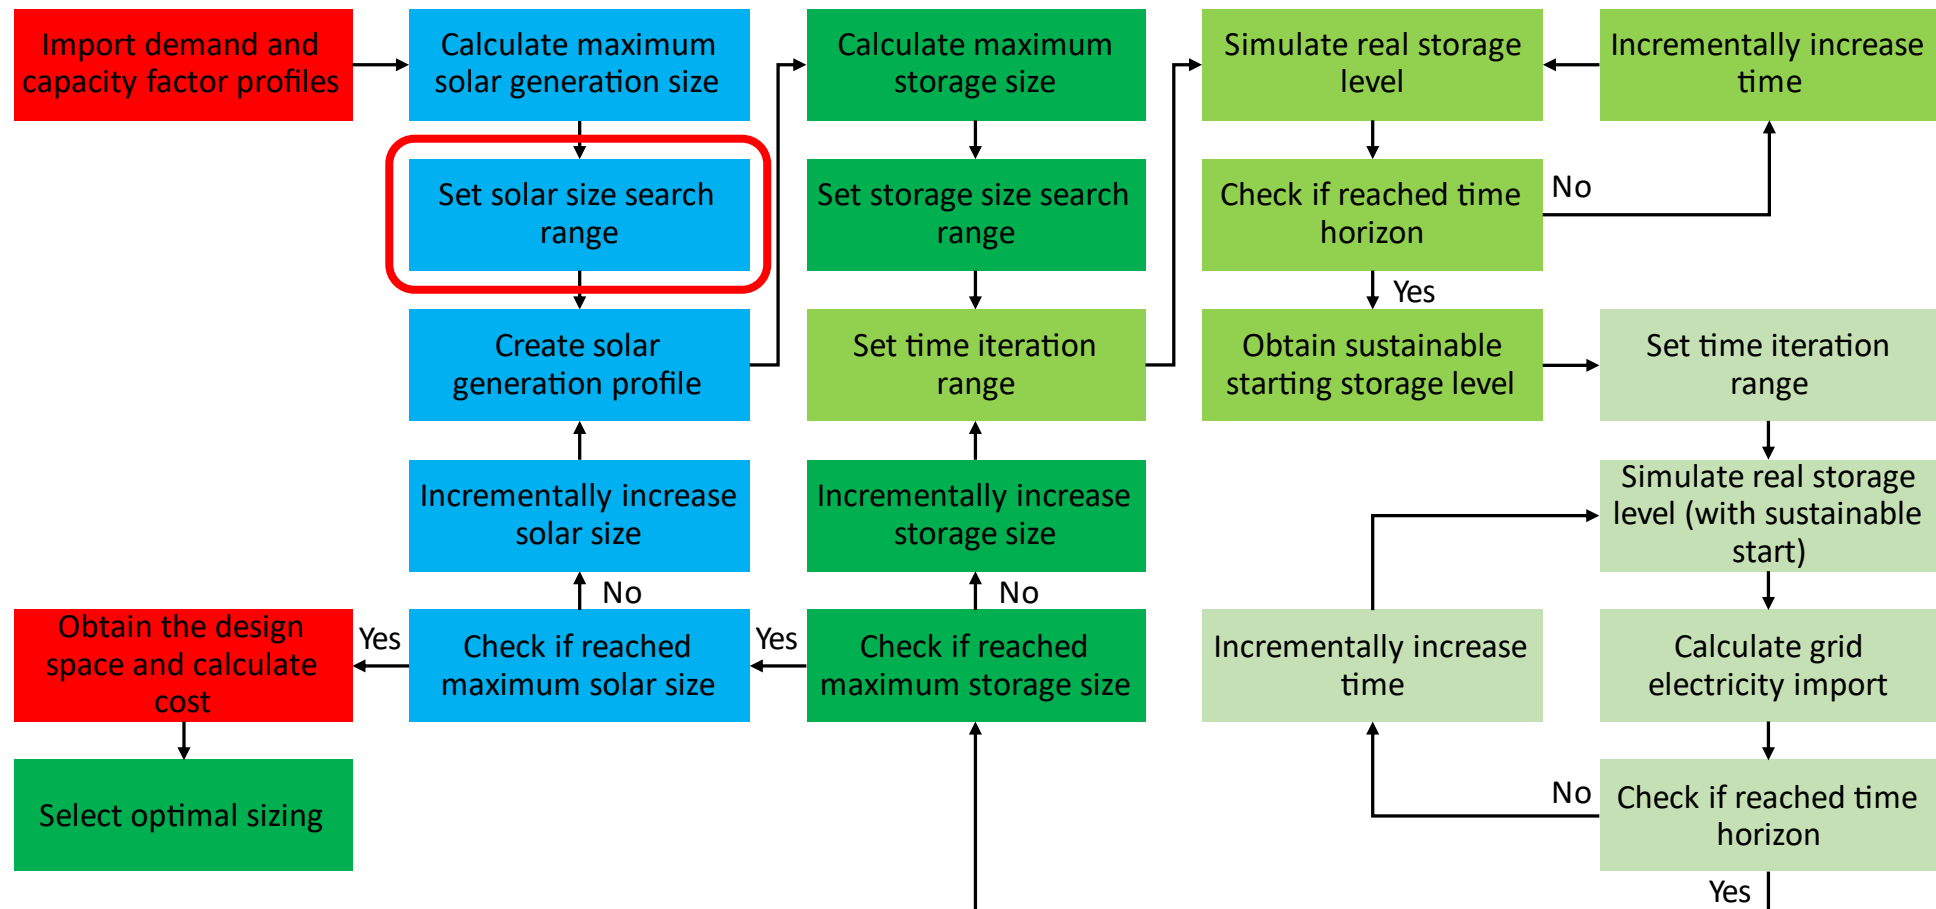 Import demand and
capacity factor profiles
Calculate maximum
solar generation size
Calculate maximum
storage size
Simulate real storage
level
Incrementally increase
time
Set solar size search
range
Set storage size search
range
Check if reached time
horizon
No
Yes
Create solar
generation profile
Set time iteration
range
Obtain sustainable
starting storage level
Set time iteration
range
Incrementally increase
solar size
Incrementally increase
storage size
Simulate real storage
level (with sustainable
start)
No
No
Obtain the design
space and calculate
cost
Yes
Check if reached
maximum solar size
Yes
Check if reached
maximum storage size
Incrementally increase
time
Calculate grid
electricity import
Select optimal sizing
No
Check if reached time
horizon
Yes